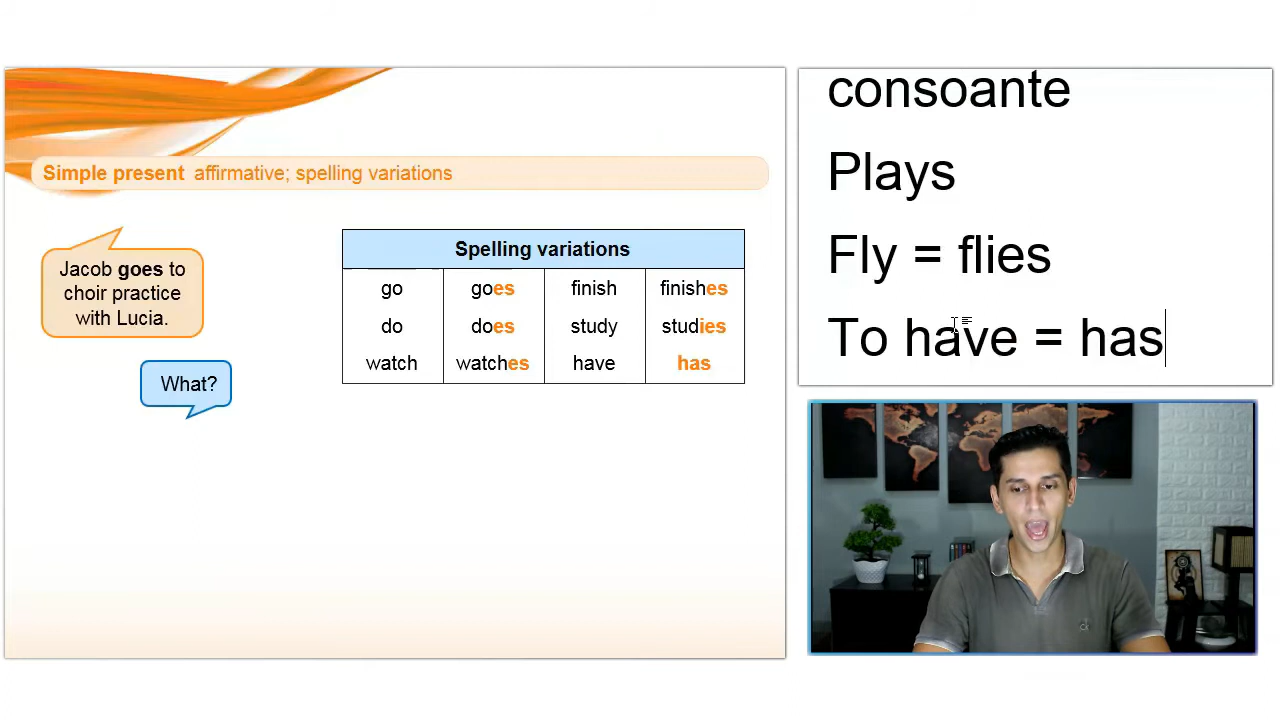 Simple present affirmative; spelling variations
Jacob goes to
choir practice
with Lucia.
What?
Spelling variations
go goes finish finishes
do does study studies
watch watches have has
consoante
Plays
Fly = flies
To have = has